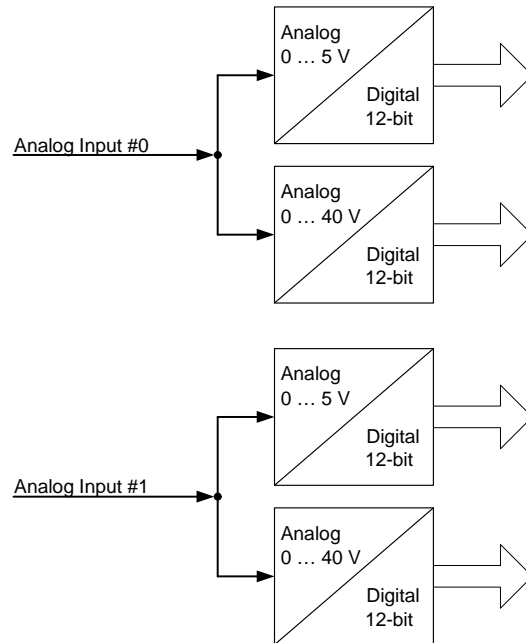 Analog
0 … 5 V
Digital
12-bit
Analog Input #0
Analog
0 … 40 V
Digital
12-bit
Analog
0 … 5 V
Digital
12-bit
Analog Input #1
Analog
0 … 40 V
Digital
12-bit